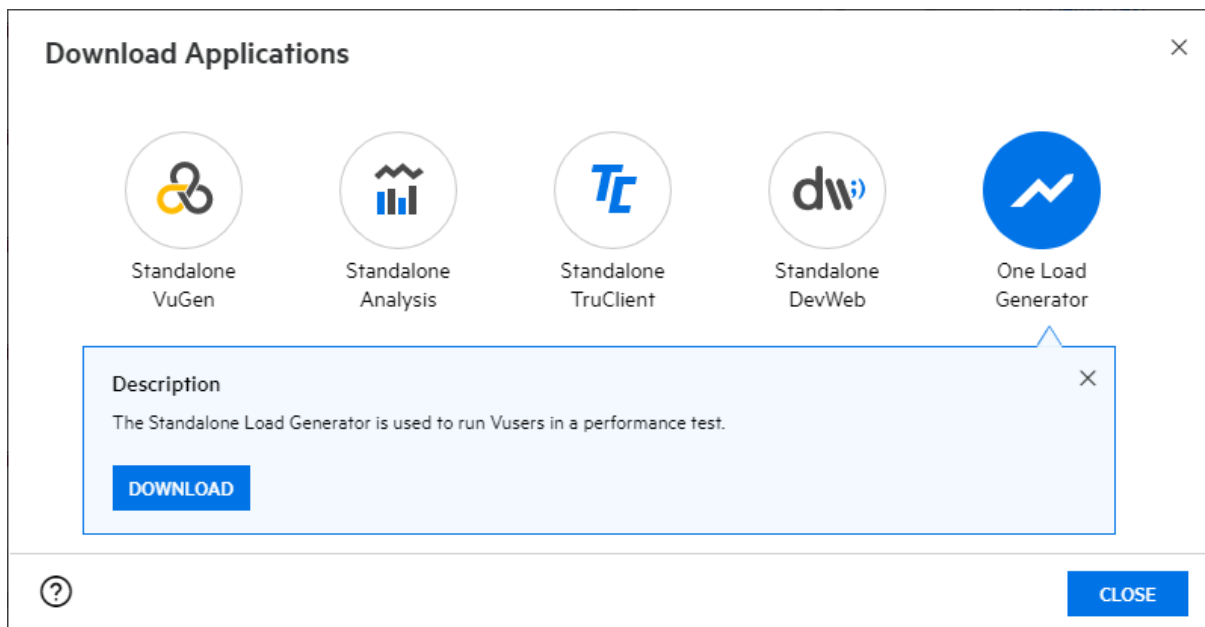 Download Applications
Standalone
VuGen
Standalone
Analysis
Standalone
TruClient
Standalone
DevWeb
One Load
Generator
Description
The Standalone Load Generator is used to run Vusers in a performance test.
DOWNLOAD
CLOSE